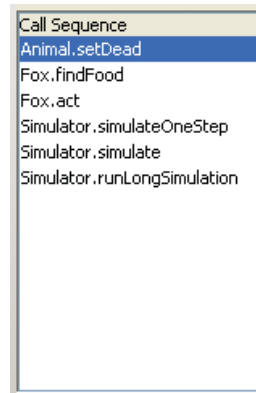 Call Sequence
Animal.setDead
Fox.findFood
Fox.act
Simulator.simulateOneStep
Simulator.simulate
Simulator.runLongSimulation